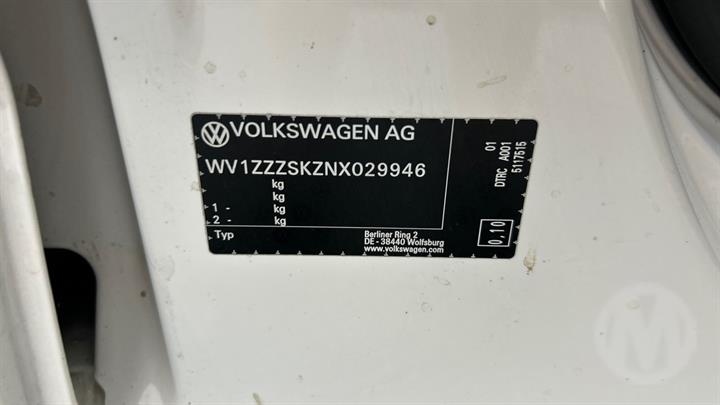 VOLKSWAGEN AG
WV1ZZZSKZNX029946
kg
kg
1 - kg
2 - kg
Typ
Berliner Ring 2
DE - 38440 Wolfsburg
www.volkswagen.com
01
DTRC A001
5117515
0,10
M